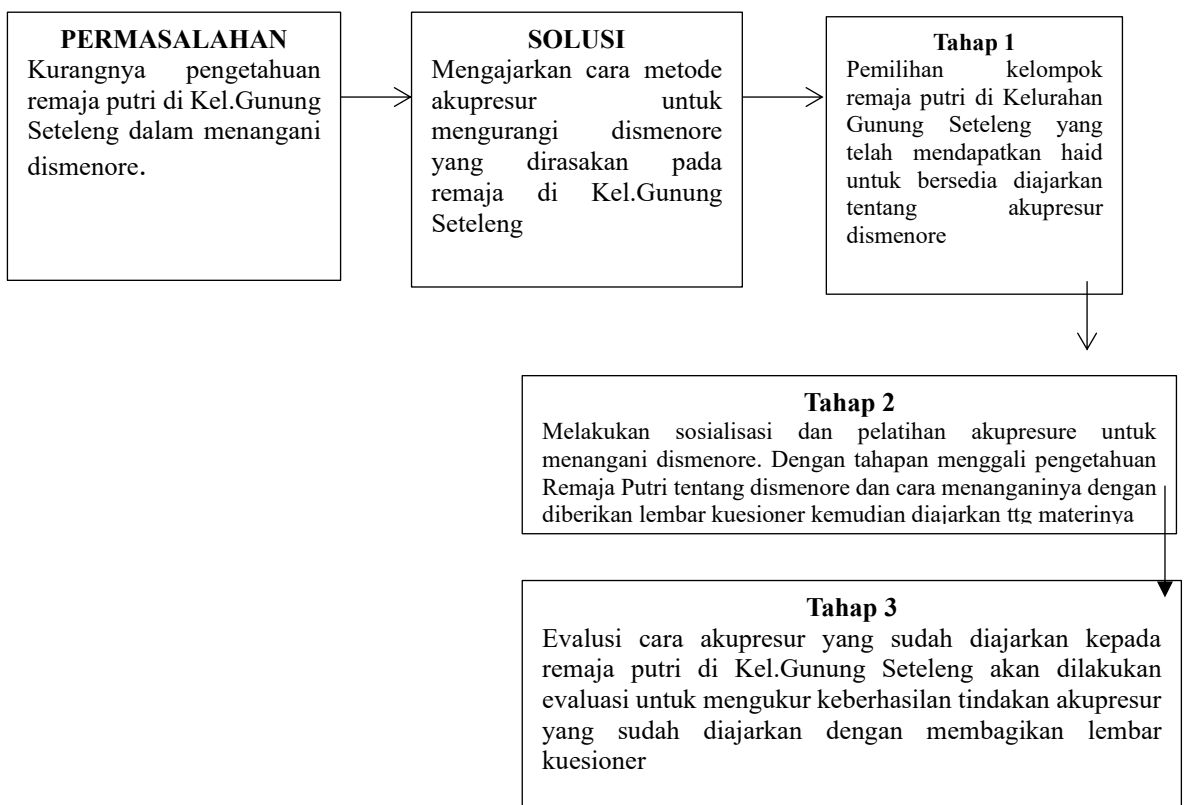 PERMASALAHAN
Kurangnya pengetahuan
remaja putri di Kel.Gunung
Seteleng dalam menangani
dismenore.
SOLUSI
Mengajarkan cara metode
akupresur untuk
mengurangi dismenore
yang dirasakan pada
remaja di Kel.Gunung
Seteleng
Tahap 1
Pemilihan kelompok
remaja putri di Kelurahan
Gunung Seteleng yang
telah mendapatkan haid
untuk bersedia diajarkan
tentang akupresur
dismenore
Tahap 2
Melakukan sosialisasi dan pelatihan akupresure untuk
menangani dismenore. Dengan tahapan menggali pengetahuan
Remaja Putri tentang dismenore dan cara menanganinya dengan
diberikan lembar kuesioner kemudian diajarkan ttg materinya
Tahap 3
Evalusi cara akupresur yang sudah diajarkan kepada
remaja putri di Kel.Gunung Seteleng akan dilakukan
evaluasi untuk mengukur keberhasilan tindakan akupresur
yang sudah diajarkan dengan membagikan lembar
kuesioner